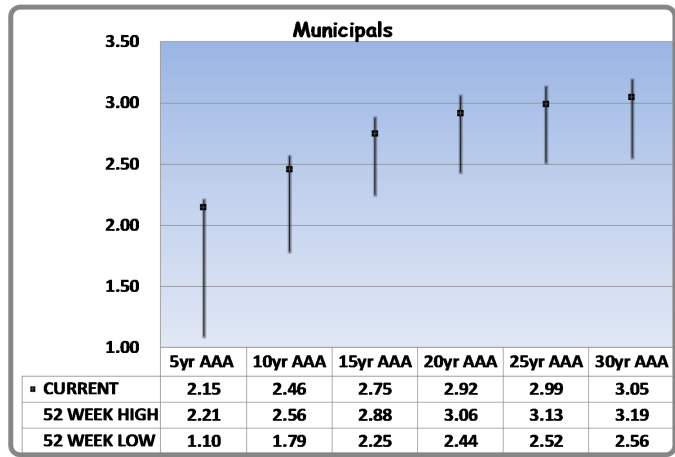 Municipals
3.50
3.00
2.50
2.00
1.50
1.00
5yr AAA 10yr AAA 15yr AAA 20yr AAA 25yr AAA 30yr AAA
CURRENT 2.15 2.46 2.75 2.92 2.99 3.05
52 WEEK HIGH 2.21 2.56 2.88 3.06 3.13 3.19
52 WEEK LOW 1.10 1.79 2.25 2.44 2.52 2.56